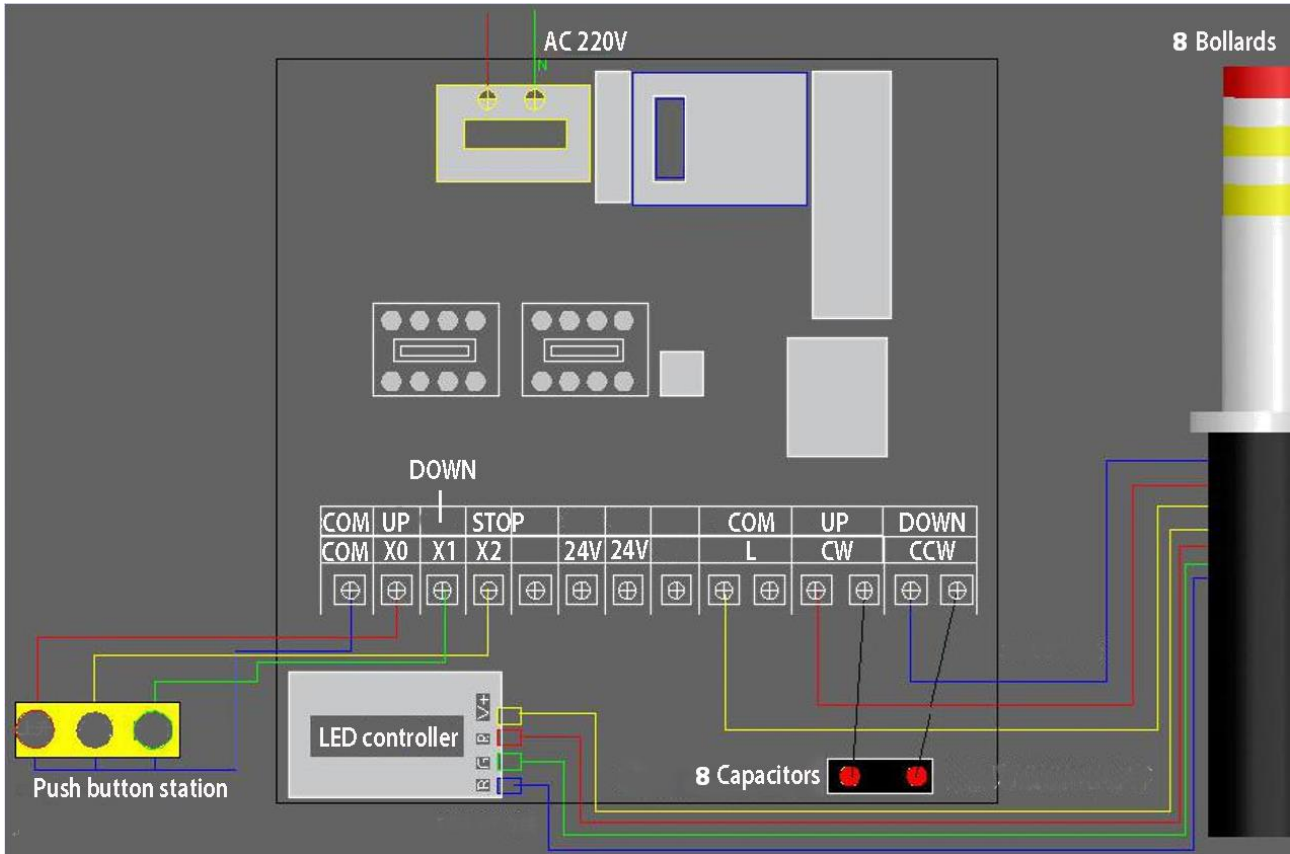 AC 220V
N
8 Bollards
DOWN
COM UP STOP COM UP DOWN
COM X0 X1 X2 24V 24V L CW CCW
V+
R
G
B
LED controller
8 Capacitors
Push button station